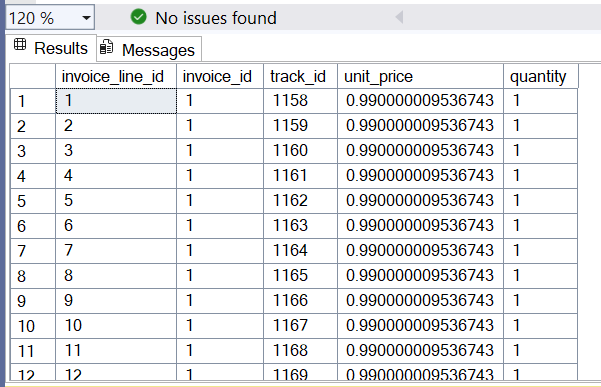 120 % No issues found
Results Messages
invoice_line_id invoice_id track_id unit_price quantity
1 1 1 1158 0.990000009536743 1
2 2 1 1159 0.990000009536743 1
3 3 1 1160 0.990000009536743 1
4 4 1 1161 0.990000009536743 1
5 5 1 1162 0.990000009536743 1
6 6 1 1163 0.990000009536743 1
7 7 1 1164 0.990000009536743 1
8 8 1 1165 0.990000009536743 1
9 9 1 1166 0.990000009536743 1
10 10 1 1167 0.990000009536743 1
11 11 1 1168 0.990000009536743 1
12 12 1 1169 0.990000009536743 1